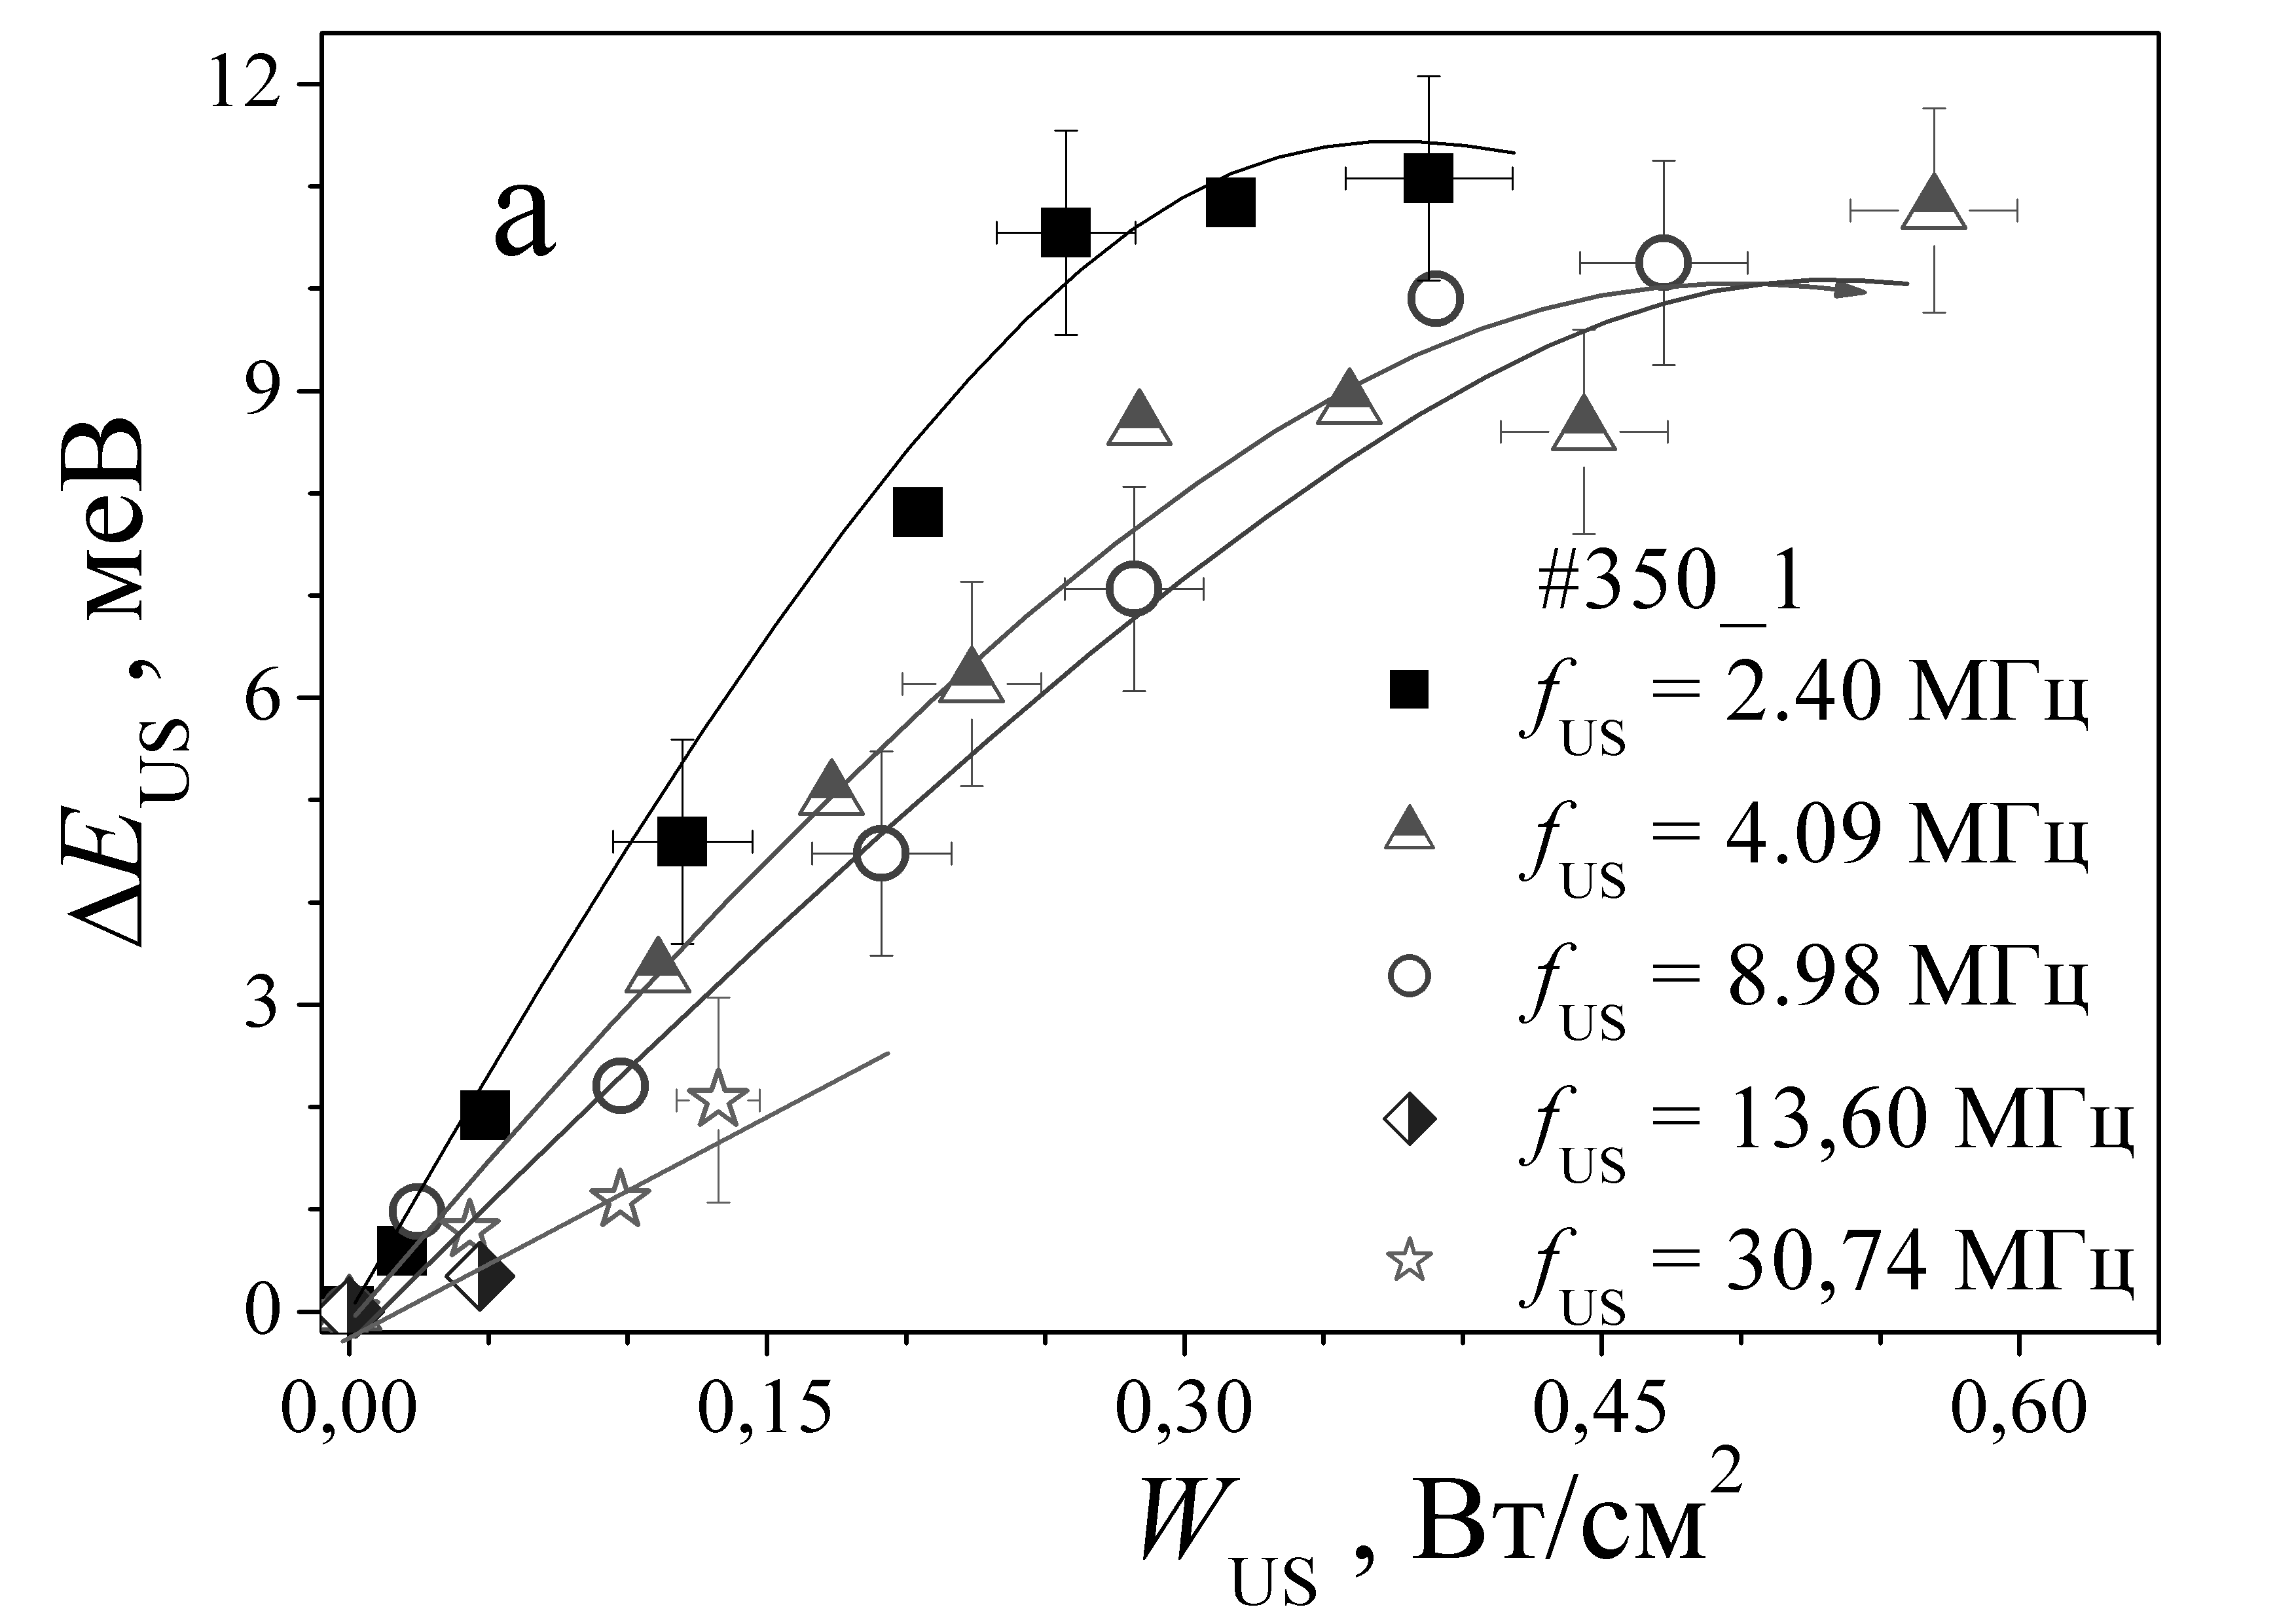 a
12
9
6
3
0
ΔE_US, меВ
#350_1
f_US = 2.40 МГц
f_US = 4.09 МГц
f_US = 8.98 МГц
f_US = 13,60 МГц
f_US = 30,74 МГц
0,00 0,15 0,30 0,45 0,60
W_US, Вт/см²